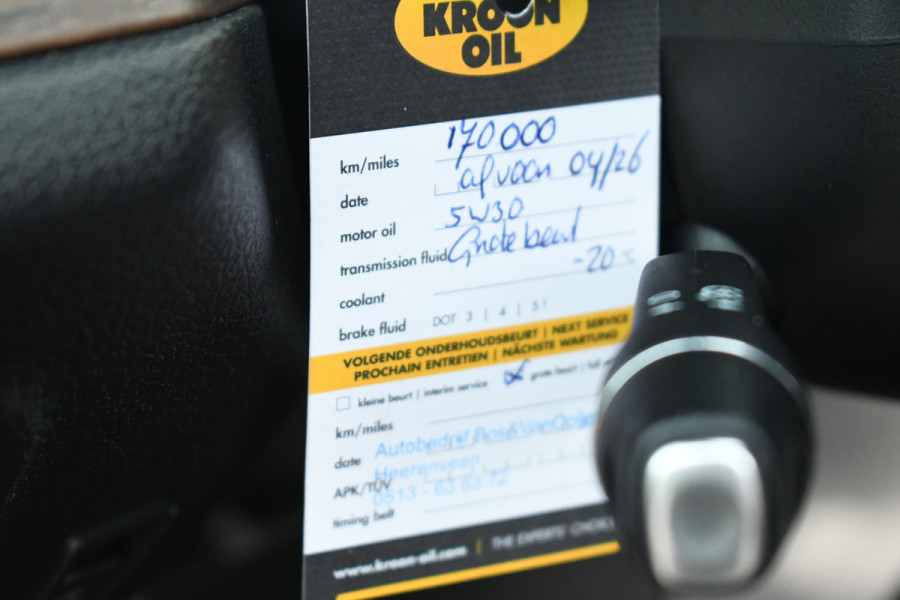 KROON
OIL
km/miles 170 000
date afvoan 04/26
motor oil 5W30
transmission fluid Grote beurt
coolant -20
brake fluid DOT 3 | 4 | 5.1
VOLGENDE ONDERHOUDSBEURT | NEXT SERVICE
PROCHAIN ENTRETIEN | NÄCHSTE WARTUNG
kleine beurt | interim service grote beurt | full
km/miles
date Autobedrijf
APK/TÜV Heerenveen
0513 - 63 63 72
timing belt
www.kroon-oil.com | THE EXPERTS' CHOICE